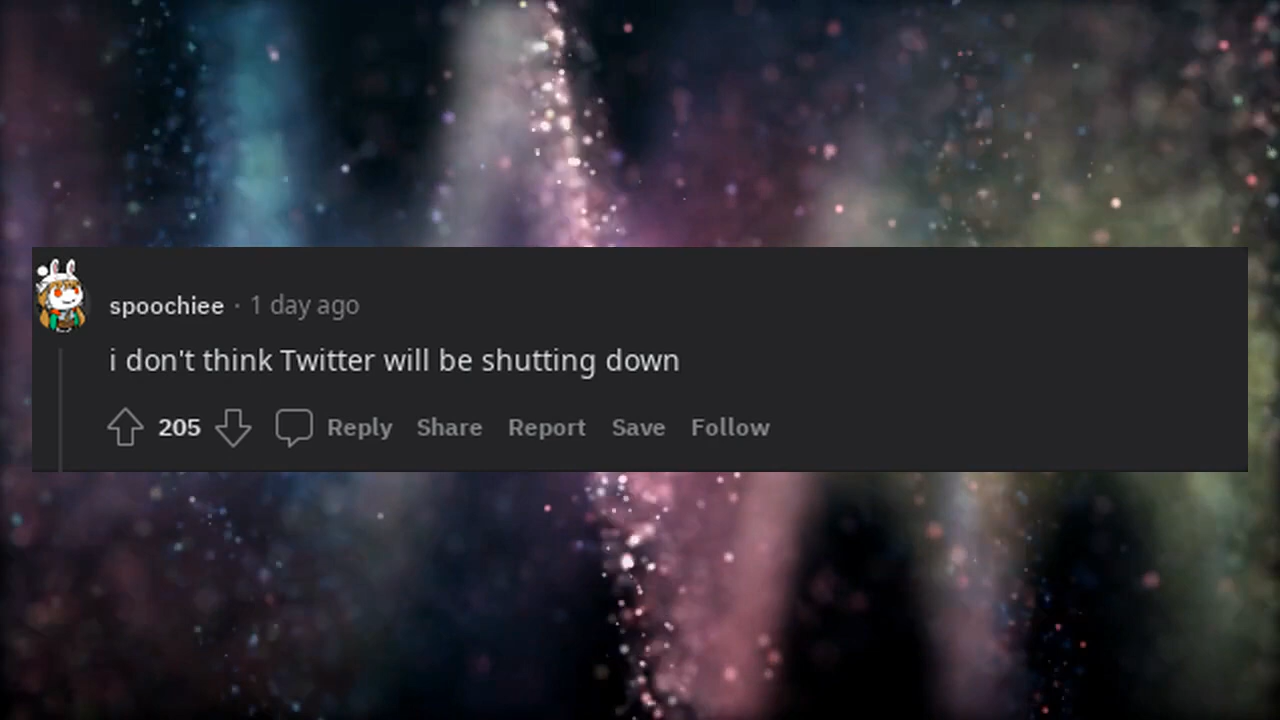 spoochiee · 1 day ago
i don't think Twitter will be shutting down
205 Reply Share Report Save Follow